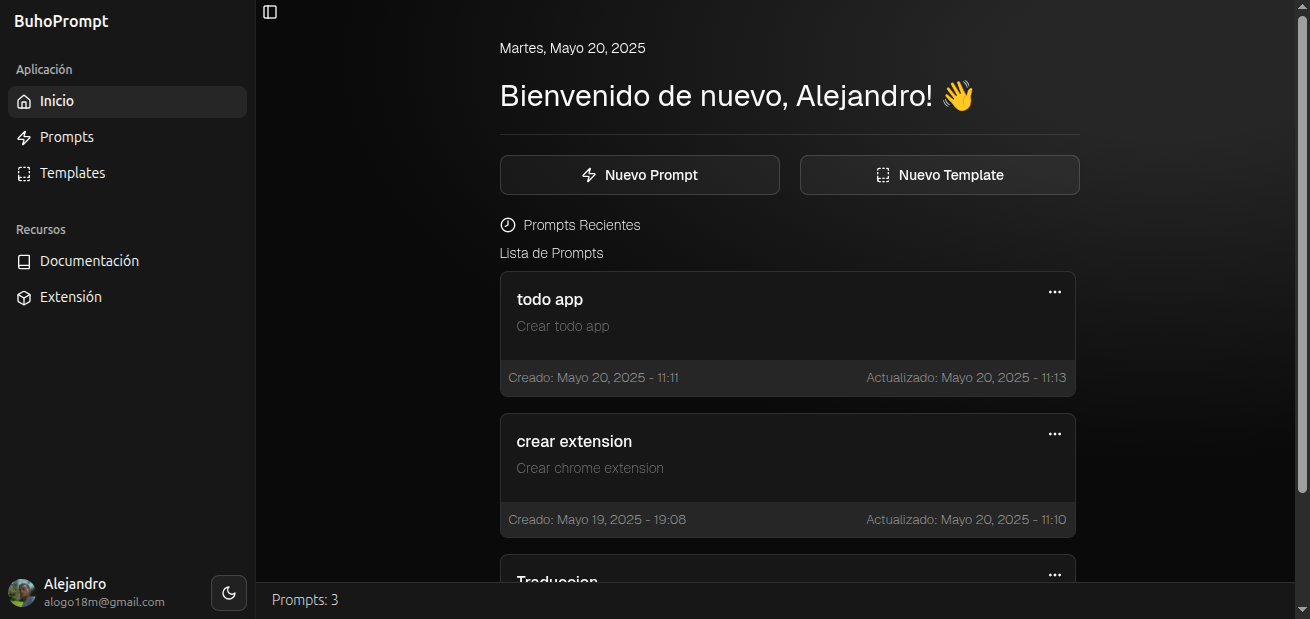 BuhoPrompt
Aplicación
Inicio
Prompts
Templates
Recursos
Documentación
Extensión
Alejandro
alogo18m@gmail.com
Martes, Mayo 20, 2025
Bienvenido de nuevo, Alejandro! 👋
Nuevo Prompt
Nuevo Template
Prompts Recientes
Lista de Prompts
todo app
Crear todo app
Creado: Mayo 20, 2025 - 11:11
Actualizado: Mayo 20, 2025 - 11:13
crear extension
Crear chrome extension
Creado: Mayo 19, 2025 - 19:08
Actualizado: Mayo 20, 2025 - 11:10
Traduccion
Prompts: 3